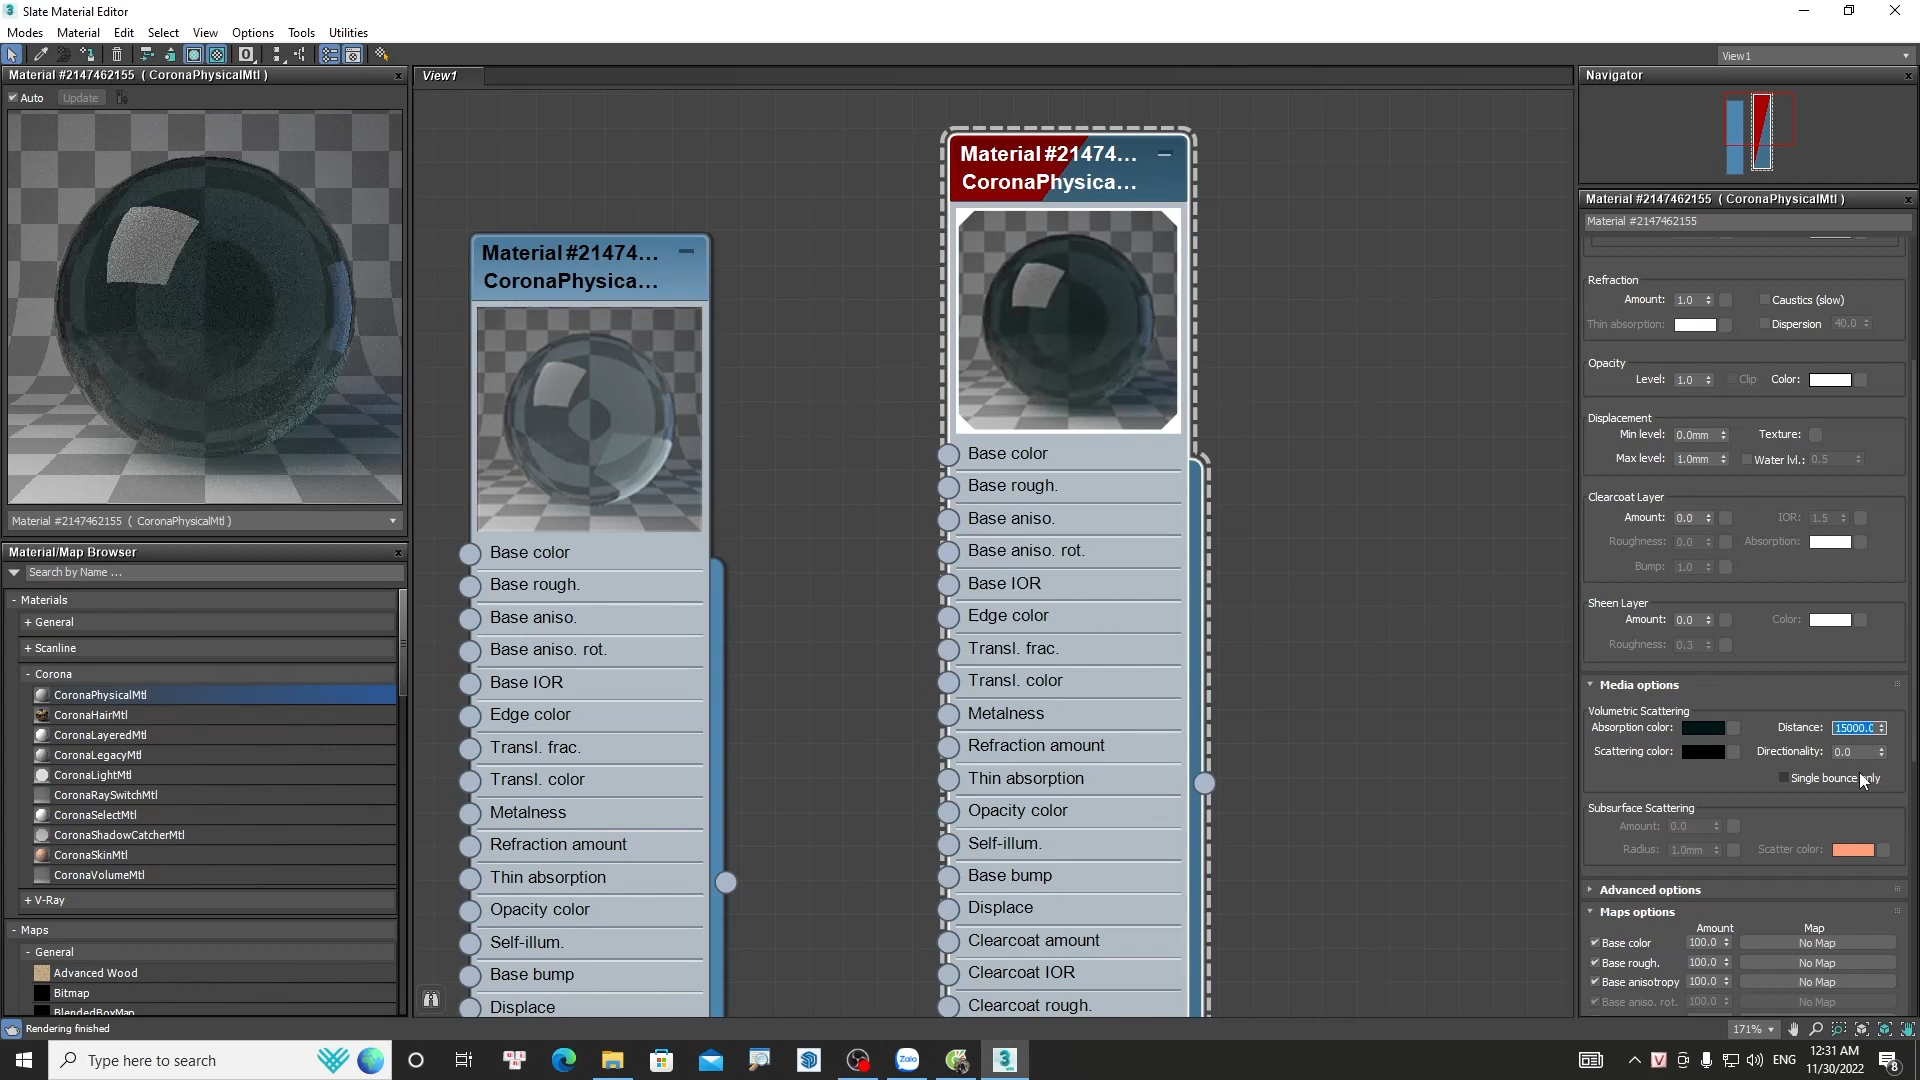 Slate Material Editor
Modes Material Edit Select View Options Tools Utilities
View1
Material #2147462155 ( CoronaPhysicalMtl )
Auto Update
Material #2147462155 ( CoronaPhysicalMtl )
Material/Map Browser
Search by Name ...
- Materials
+ General
+ Scanline
- Corona
CoronaPhysicalMtl
CoronaHairMtl
CoronaLayeredMtl
CoronaLegacyMtl
CoronaLightMtl
CoronaRaySwitchMtl
CoronaSelectMtl
CoronaShadowCatcherMtl
CoronaSkinMtl
CoronaVolumeMtl
+ V-Ray
- Maps
- General
Advanced Wood
Bitmap
BlendedBoxMap
Rendering finished
View1
Material #21474...
CoronaPhysica...
Base color
Base rough.
Base aniso.
Base aniso. rot.
Base IOR
Edge color
Transl. frac.
Transl. color
Metalness
Refraction amount
Thin absorption
Opacity color
Self-illum.
Base bump
Displace
Material #21474...
CoronaPhysica...
Base color
Base rough.
Base aniso.
Base aniso. rot.
Base IOR
Edge color
Transl. frac.
Transl. color
Metalness
Refraction amount
Thin absorption
Opacity color
Self-illum.
Base bump
Displace
Clearcoat amount
Clearcoat IOR
Clearcoat rough.
Navigator
Material #2147462155 ( CoronaPhysicalMtl )
Material #2147462155
Refraction
Amount: 1.0 Caustics (slow)
Thin absorption: Dispersion 40.0
Opacity
Level: 1.0 Clip Color:
Displacement
Min level: 0.0mm Texture:
Max level: 1.0mm Water lvl.: 0.5
Clearcoat Layer
Amount: 0.0 IOR: 1.5
Roughness: 0.0 Absorption:
Bump: 1.0
Sheen Layer
Amount: 0.0 Color:
Roughness: 0.3
Media options
Volumetric Scattering
Absorption color: Distance: 15000.0
Scattering color: Directionality: 0.0
Single bounce only
Subsurface Scattering
Amount: 0.0
Radius: 1.0mm Scatter color:
Advanced options
Maps options
Amount Map
Base color 100.0 No Map
Base rough. 100.0 No Map
Base anisotropy 100.0 No Map
Base aniso. rot. 100.0 No Map
171%
Type here to search
Zalo
ENG
12:31 AM
11/30/2022
8